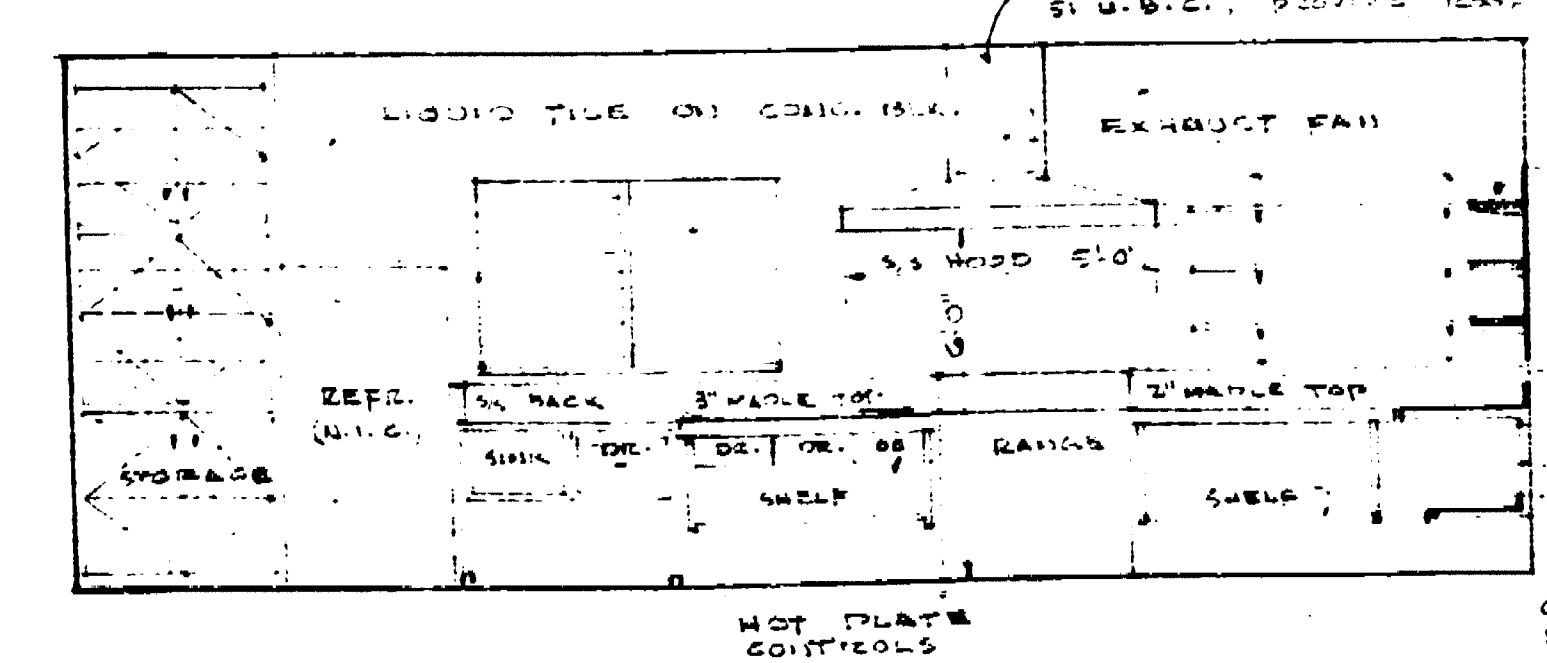 51 U.B.C.,
LIQUID TILE ON CONC. BLK.
EXHAUST FAN
S/S HOOD 5'-0"
REFR.
(N.I.C.)
S/S BACK
3" MAPLE TOP
2" MAPLE TOP
STORAGE
SINK
DR.
DR.
DR.
RANGE
SHELF
SHELF
HOT PLATE
CONTROLS